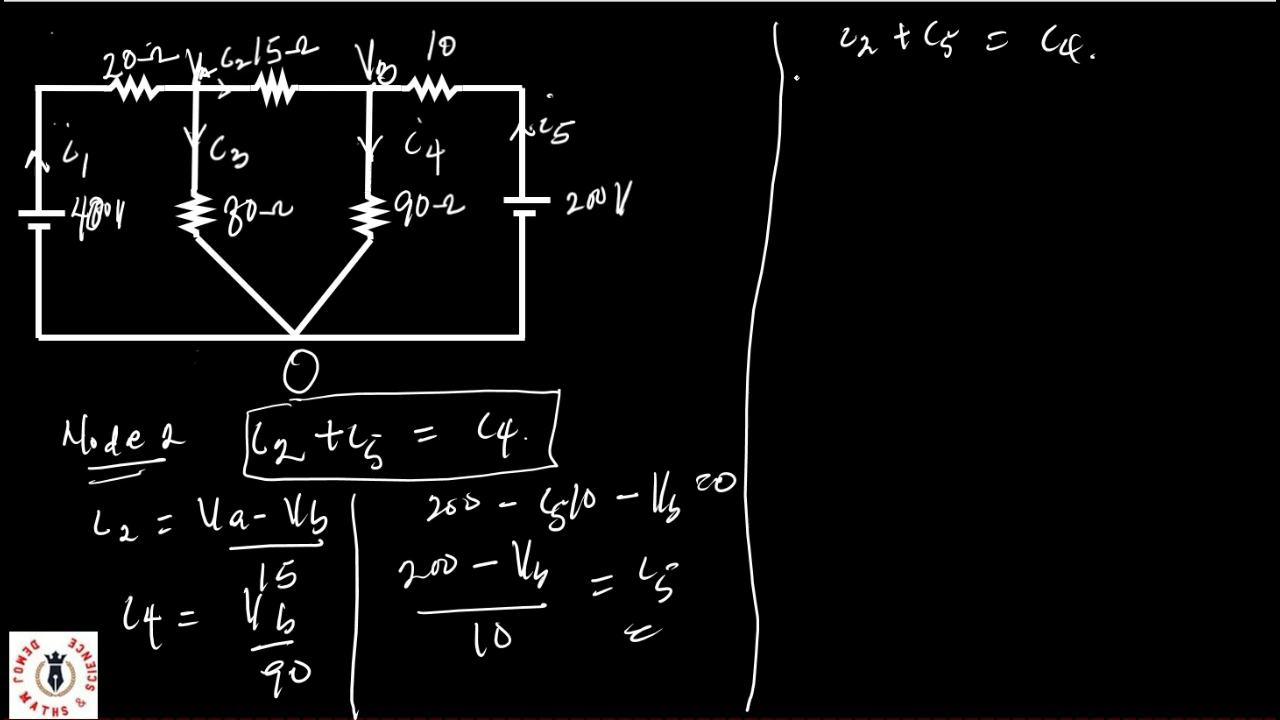 20Ω Va i2 15Ω Vb 10
i1 i3 i4 i5
80Ω 90Ω 200V
O
Node 2 i2 + i5 = i4.
i2 = Va - Vb / 15
i4 = Vb / 90
200 - i5 10 - Vb = 0
200 - Vb / 10 = i5
i2 + i5 = i4.
DEMOJ MATHS & SCIENCE